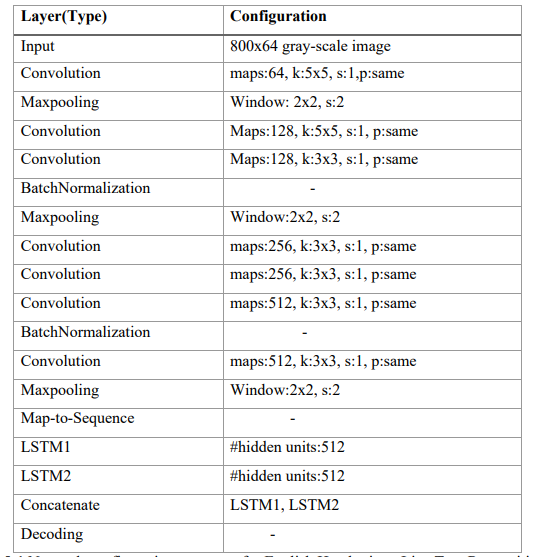 Layer(Type) Configuration
Input 800x64 gray-scale image
Convolution maps:64, k:5x5, s:1,p:same
Maxpooling Window: 2x2, s:2
Convolution Maps:128, k:5x5, s:1, p:same
Convolution Maps:128, k:3x3, s:1, p:same
BatchNormalization -
Maxpooling Window:2x2, s:2
Convolution maps:256, k:3x3, s:1, p:same
Convolution maps:256, k:3x3, s:1, p:same
Convolution maps:512, k:3x3, s:1, p:same
BatchNormalization -
Convolution maps:512, k:3x3, s:1, p:same
Maxpooling Window:2x2, s:2
Map-to-Sequence -
LSTM1 #hidden units:512
LSTM2 #hidden units:512
Concatenate LSTM1, LSTM2
Decoding -